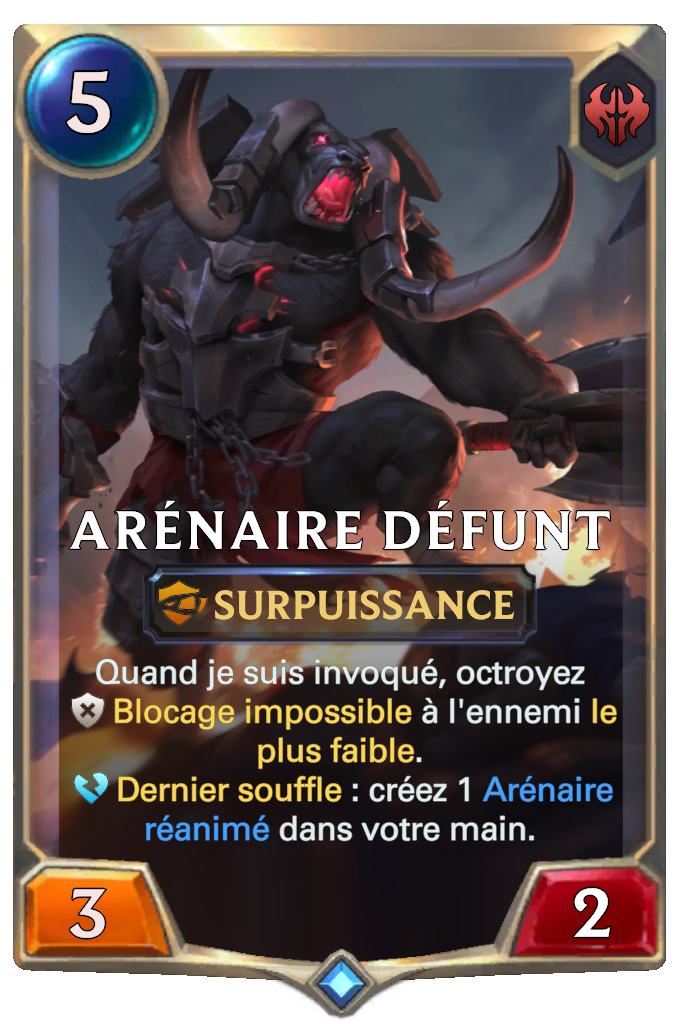 5
ARÉNAIRE DÉFUNT
SURPUISSANCE
Quand je suis invoqué, octroyez
Blocage impossible à l'ennemi le
plus faible.
Dernier souffle : créez 1 Arénaire
réanimé dans votre main.
3
2